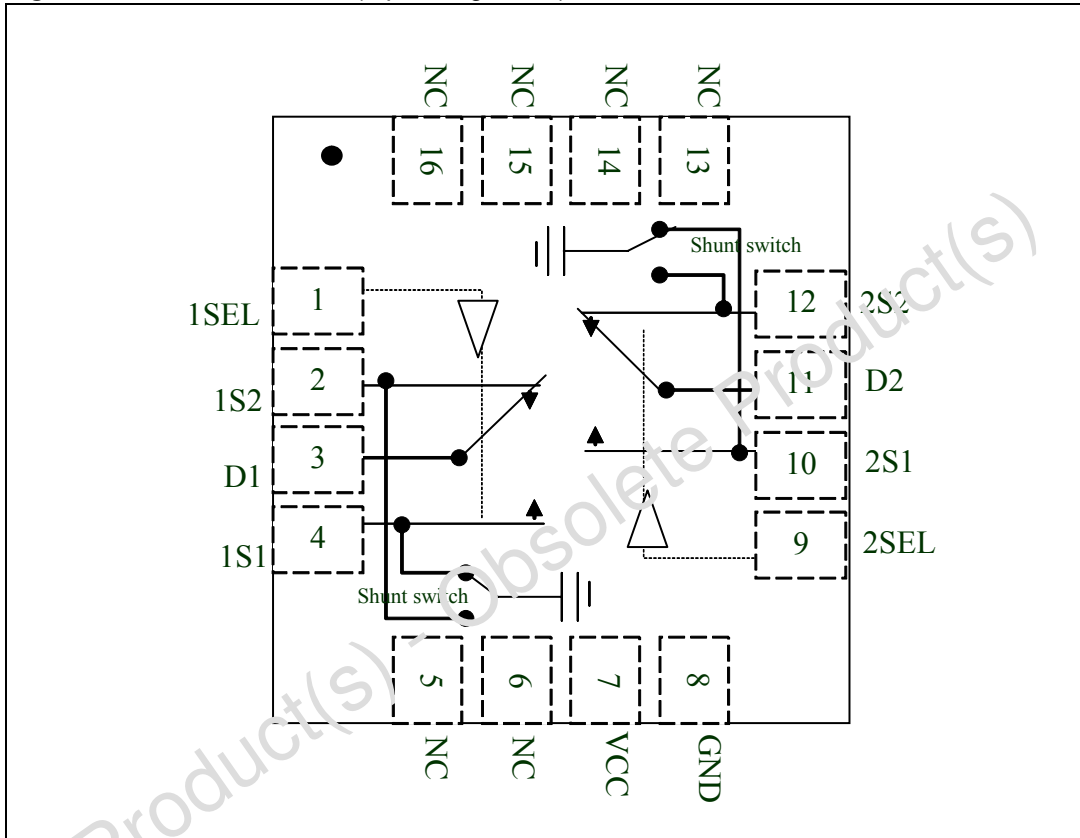 NC NC NC NC
16 15 14 13
Shunt switch
1SEL 1
12 2S2
1S2 2
11 D2
D1 3
10 2S1
1S1 4
9 2SEL
Shunt switch
5 6 7 8
NC NC VCC GND
Product(s) - Obsolete Product(s)